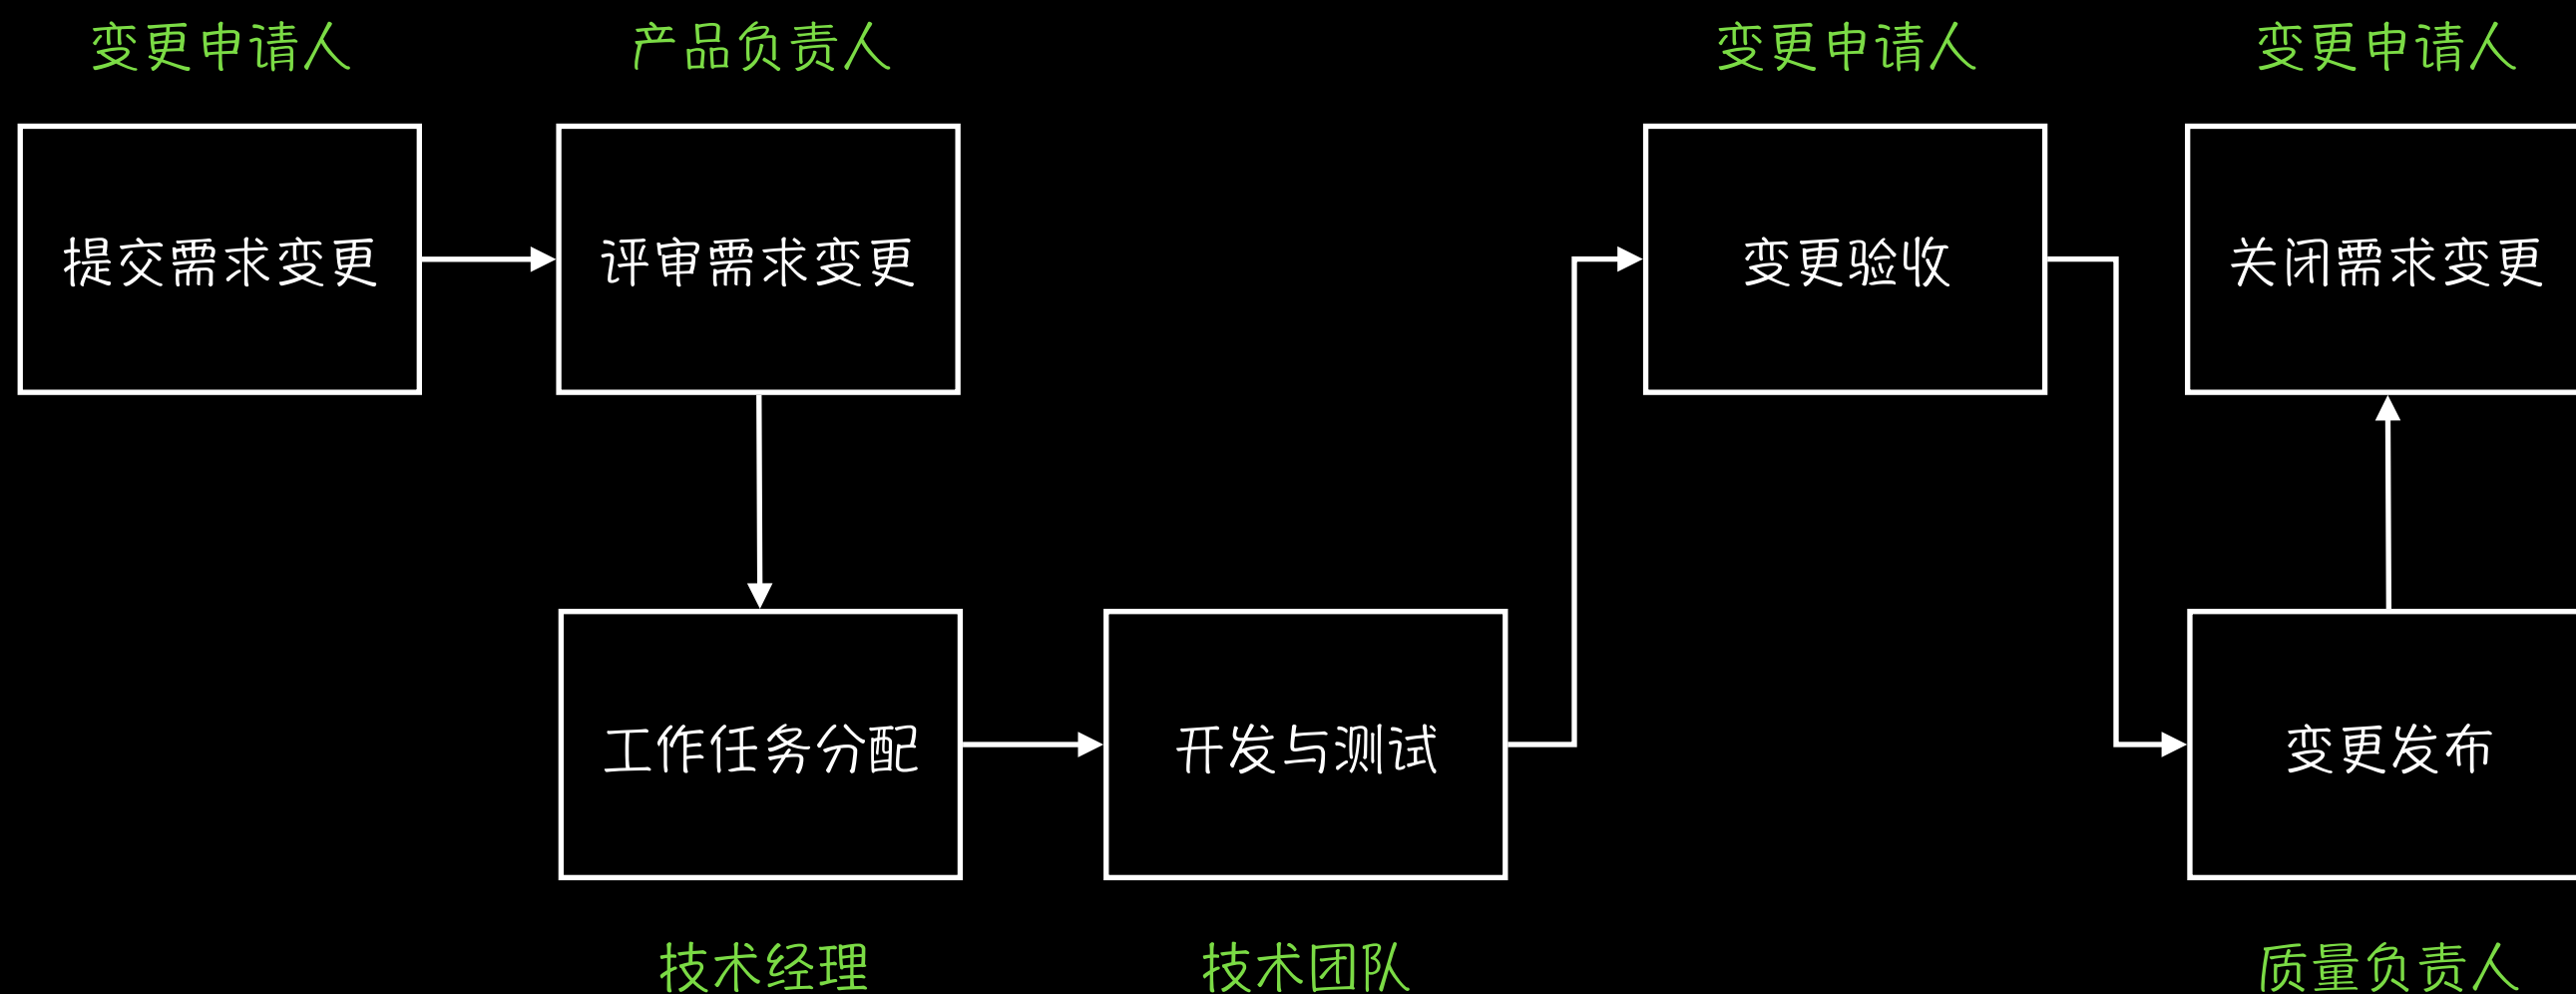 变更申请人
产品负责人
变更申请人
变更申请人
提交需求变更
评审需求变更
变更验收
关闭需求变更
工作任务分配
开发与测试
变更发布
技术经理
技术团队
质量负责人